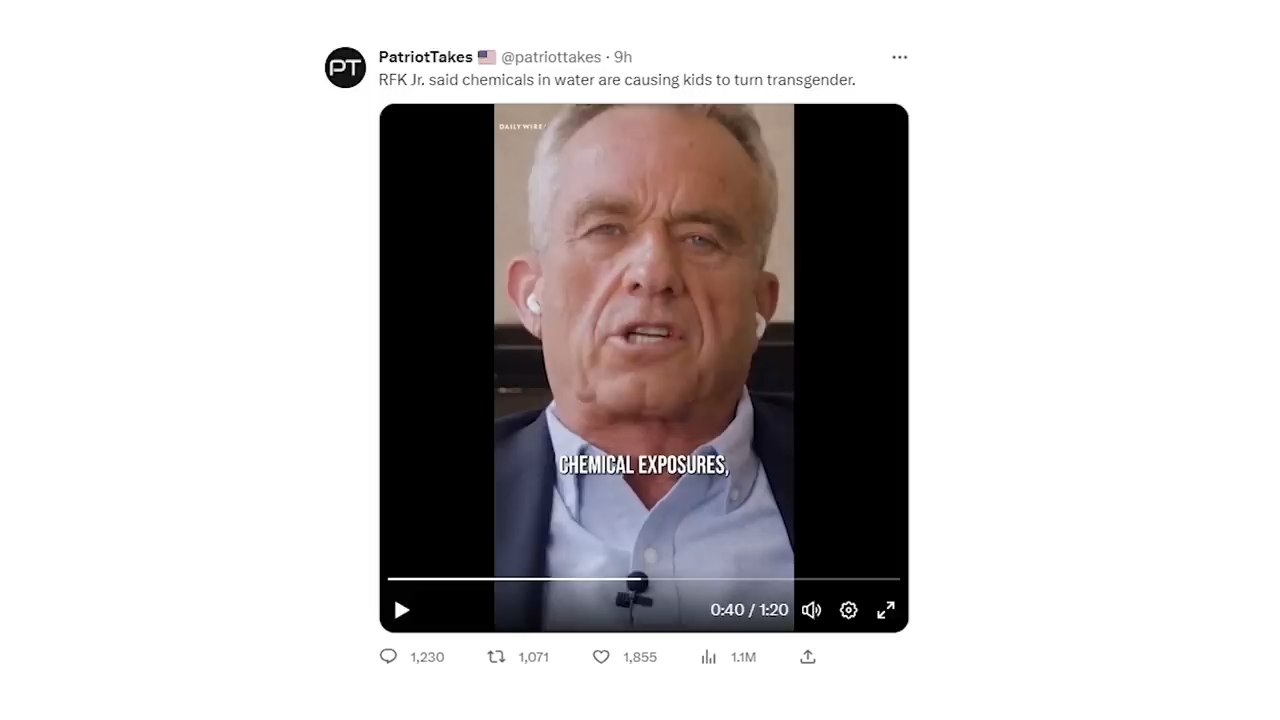 PT
PatriotTakes 🇺🇸 @patriottakes · 9h
RFK Jr. said chemicals in water are causing kids to turn transgender.
DAILY WIRE+
CHEMICAL EXPOSURES,
0:40 / 1:20
1,230 1,071 1,855 1.1M